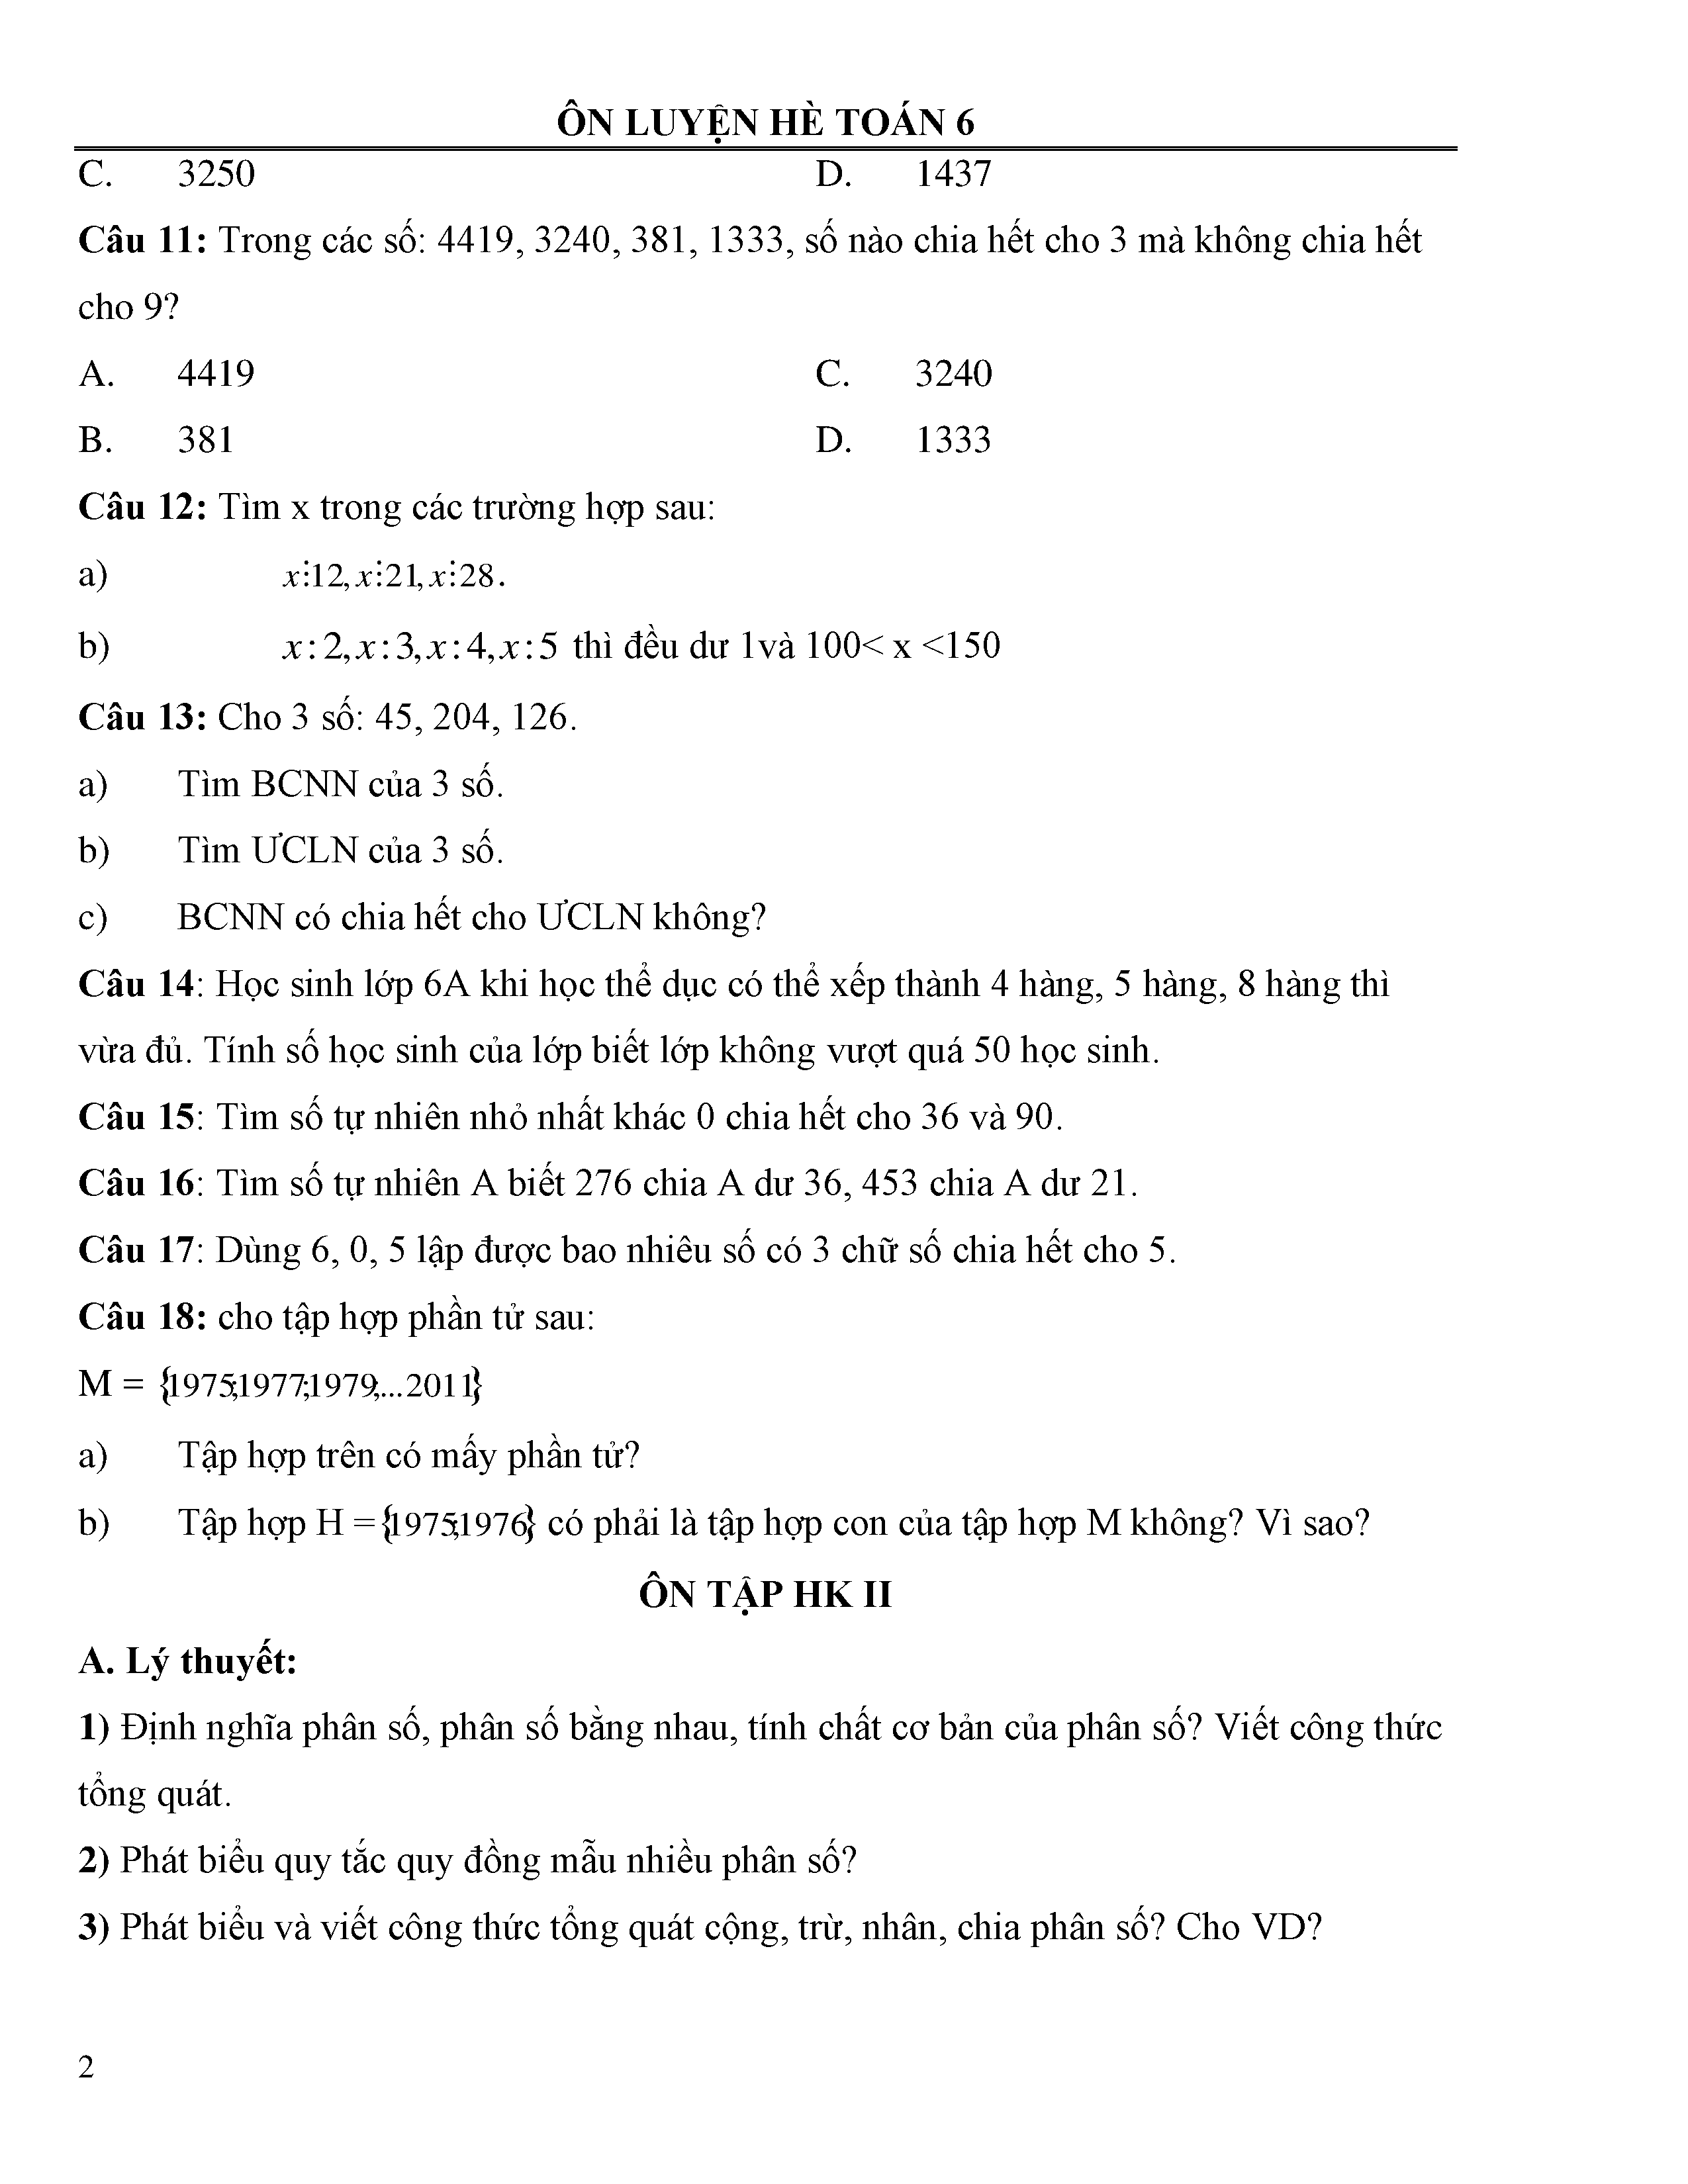 ÔN LUYỆN HÈ TOÁN 6
C. 3250 D. 1437
Câu 11: Trong các số: 4419, 3240, 381, 1333, số nào chia hết cho 3 mà không chia hết
cho 9?
A. 4419 C. 3240
B. 381 D. 1333
Câu 12: Tìm x trong các trường hợp sau:
a) x⋮12, x⋮21, x⋮28.
b) x:2, x:3, x:4, x:5 thì đều dư 1và 100< x <150
Câu 13: Cho 3 số: 45, 204, 126.
a) Tìm BCNN của 3 số.
b) Tìm ƯCLN của 3 số.
c) BCNN có chia hết cho ƯCLN không?
Câu 14: Học sinh lớp 6A khi học thể dục có thể xếp thành 4 hàng, 5 hàng, 8 hàng thì
vừa đủ. Tính số học sinh của lớp biết lớp không vượt quá 50 học sinh.
Câu 15: Tìm số tự nhiên nhỏ nhất khác 0 chia hết cho 36 và 90.
Câu 16: Tìm số tự nhiên A biết 276 chia A dư 36, 453 chia A dư 21.
Câu 17: Dùng 6, 0, 5 lập được bao nhiêu số có 3 chữ số chia hết cho 5.
Câu 18: cho tập hợp phần tử sau:
M = {1975;1977;1979;...2011}
a) Tập hợp trên có mấy phần tử?
b) Tập hợp H ={1975;1976} có phải là tập hợp con của tập hợp M không? Vì sao?
ÔN TẬP HK II
A. Lý thuyết:
1) Định nghĩa phân số, phân số bằng nhau, tính chất cơ bản của phân số? Viết công thức
tổng quát.
2) Phát biểu quy tắc quy đồng mẫu nhiều phân số?
3) Phát biểu và viết công thức tổng quát cộng, trừ, nhân, chia phân số? Cho VD?
2